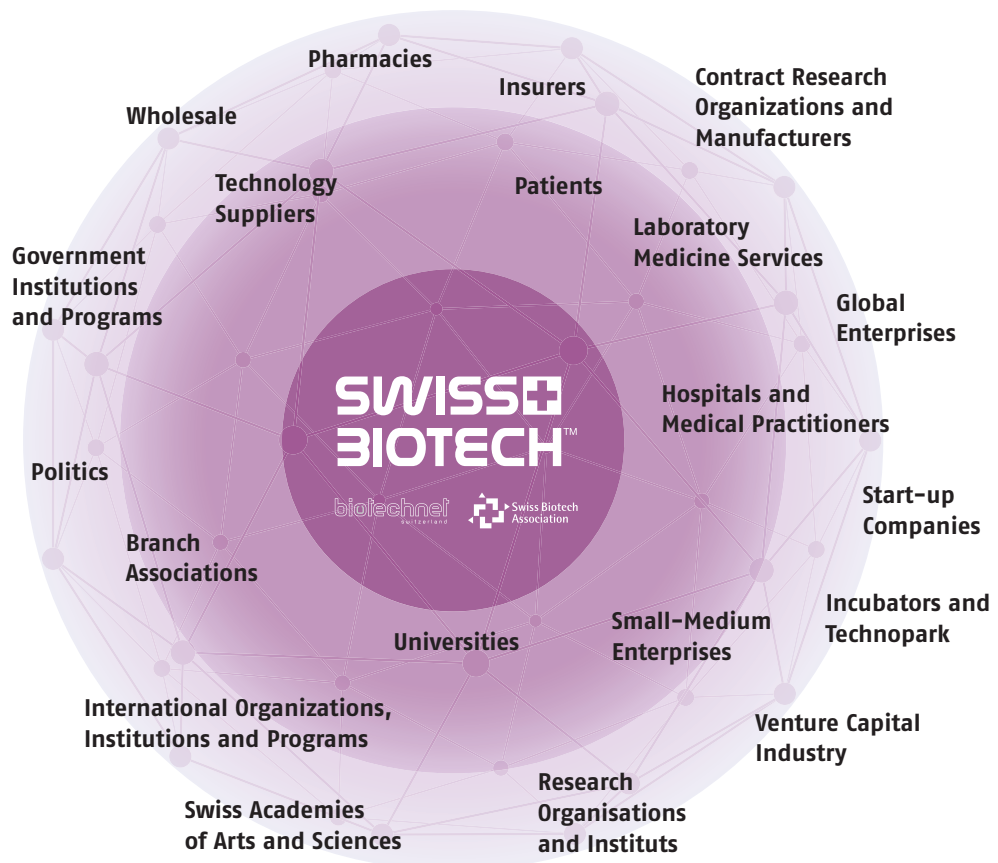 Pharmacies
Insurers
Contract Research
Organizations and
Manufacturers
Wholesale
Technology
Suppliers
Patients
Laboratory
Medicine Services
Government
Institutions
and Programs
Global
Enterprises
SWISS
BIOTECH™
Hospitals and
Medical Practitioners
Politics
biotechnet
switzerland
Swiss Biotech
Association
Start-up
Companies
Branch
Associations
Incubators and
Technopark
Universities
Small-Medium
Enterprises
International Organizations,
Institutions and Programs
Venture Capital
Industry
Swiss Academies
of Arts and Sciences
Research
Organisations
and Instituts